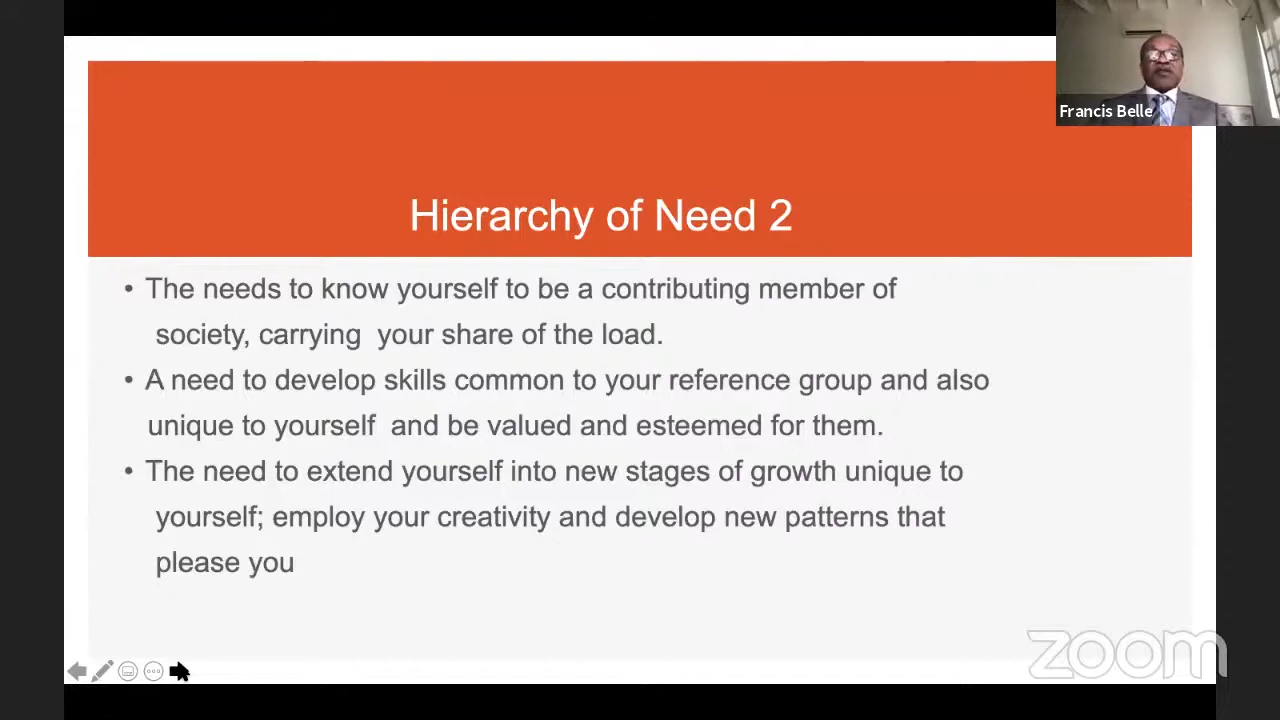 Francis Belle
Hierarchy of Need 2
• The needs to know yourself to be a contributing member of
society, carrying  your share of the load.
• A need to develop skills common to your reference group and also
unique to yourself  and be valued and esteemed for them.
• The need to extend yourself into new stages of growth unique to
yourself; employ your creativity and develop new patterns that
please you
zoom